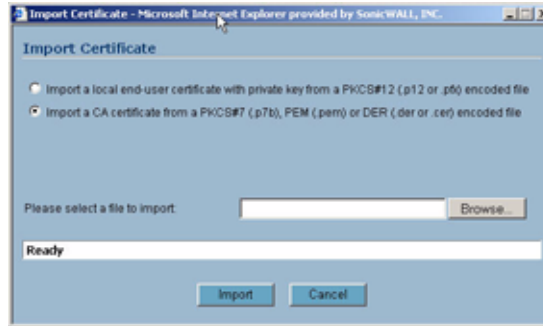 Import Certificate - Microsoft Internet Explorer provided by SonicWALL, INC.
Import Certificate
Import a local end-user certificate with private key from a PKCS#12 (.p12 or .pfx) encoded file
Import a CA certificate from a PKCS#7 (.p7b), PEM (.pem) or DER (.der or .cer) encoded file
Please select a file to import:
Browse...
Ready
Import Cancel